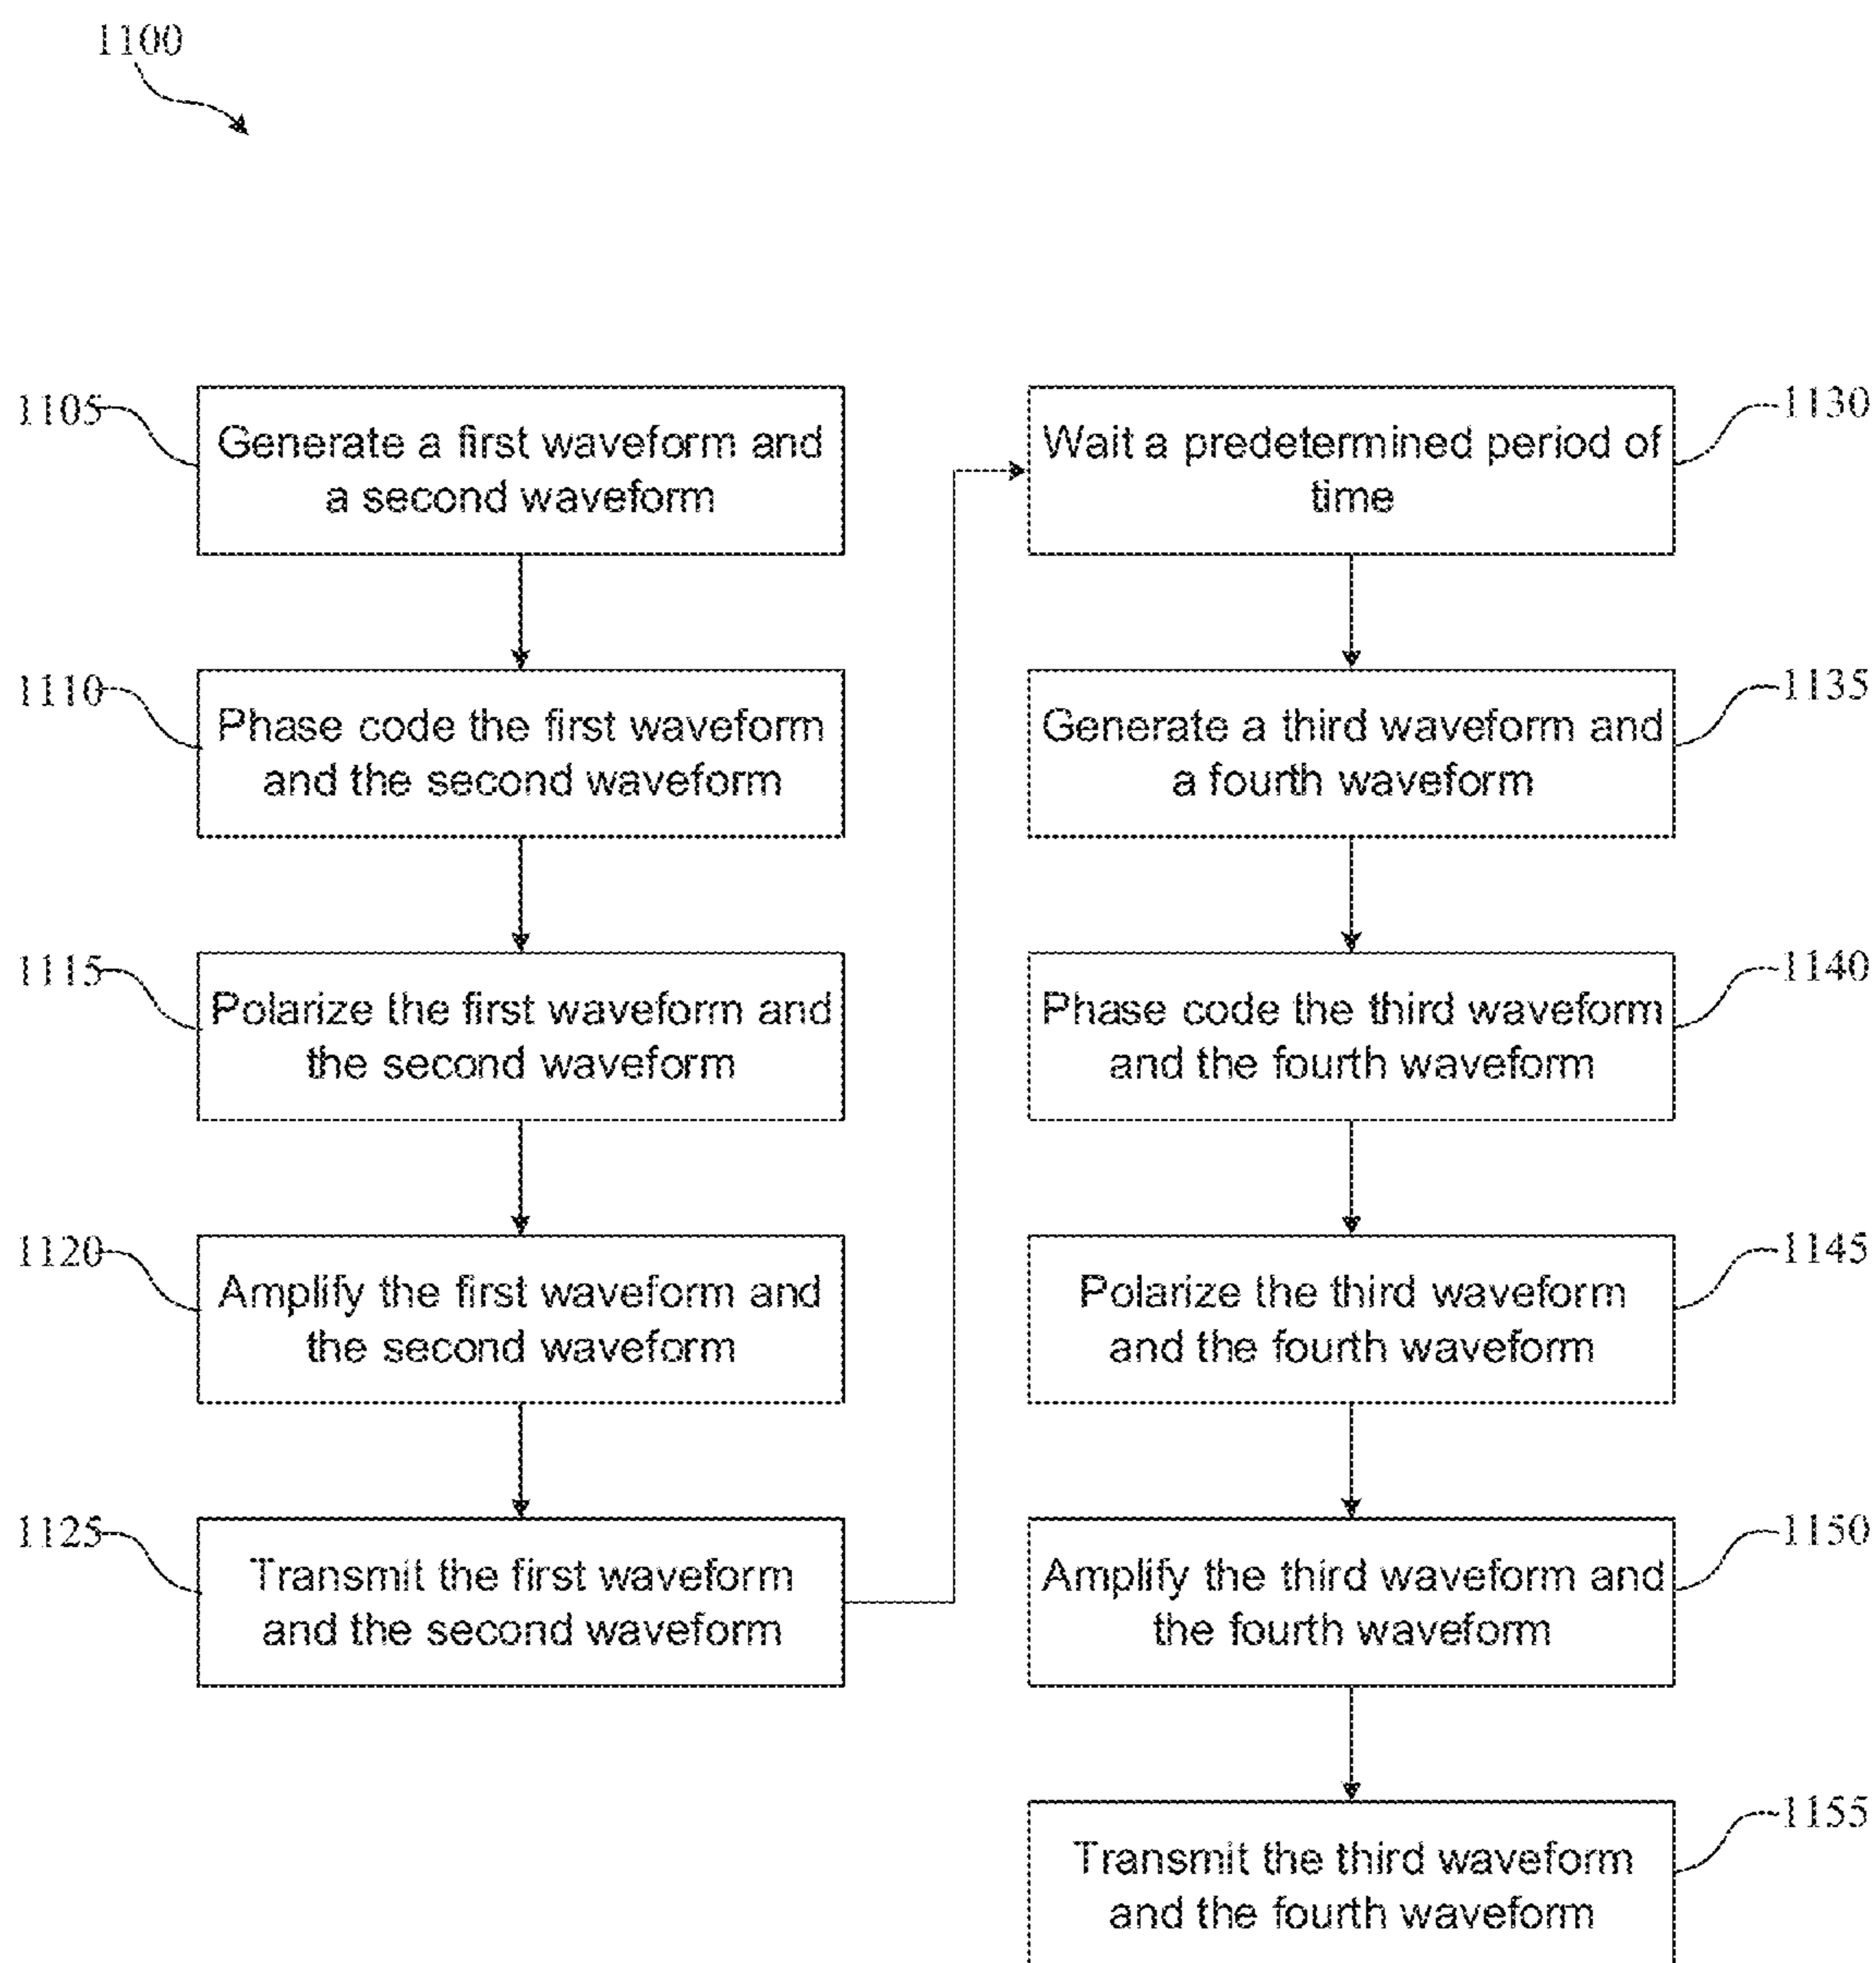 1100
1105
Generate a first waveform and
a second waveform
1110
Phase code the first waveform
and the second waveform
1115
Polarize the first waveform and
the second waveform
1120
Amplify the first waveform and
the second waveform
1125
Transmit the first waveform
and the second waveform
1130
Wait a predetermined period of
time
1135
Generate a third waveform and
a fourth waveform
1140
Phase code the third waveform
and the fourth waveform
1145
Polarize the third waveform
and the fourth waveform
1150
Amplify the third waveform and
the fourth waveform
1155
Transmit the third waveform
and the fourth waveform